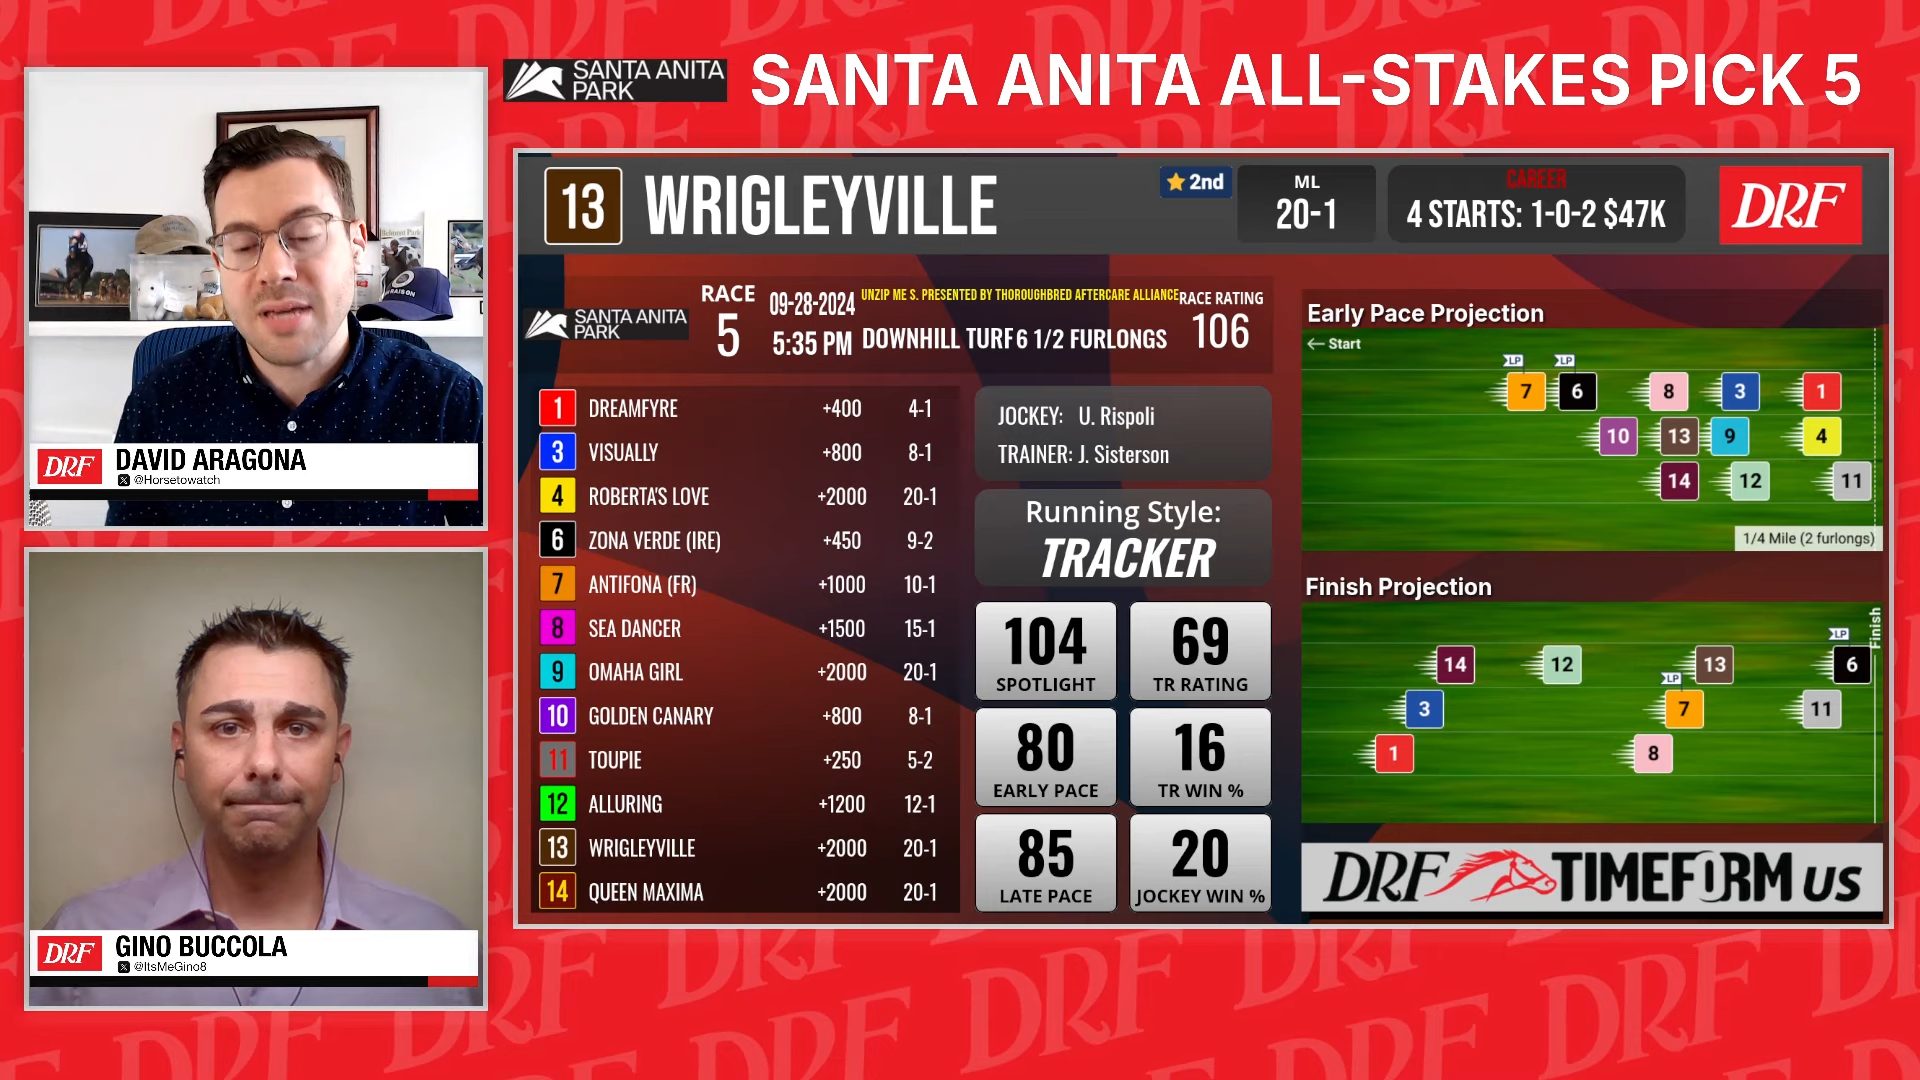 SANTA ANITA PARK
SANTA ANITA ALL-STAKES PICK 5
DRF
DAVID ARAGONA
@Horsetowatch
DRF
GINO BUCCOLA
@ItsMeGino8
13 WRIGLEYVILLE
2nd
ML
20-1
CAREER
4 STARTS: 1-0-2 $47K
DRF
SANTA ANITA PARK
RACE
5
09-28-2024
5:35 PM
UNZIP ME S. PRESENTED BY THOROUGHBRED AFTERCARE ALLIANCE
DOWNHILL TURF 6 1/2 FURLONGS
RACE RATING
106
1 DREAMFYRE +400 4-1
3 VISUALLY +800 8-1
4 ROBERTA'S LOVE +2000 20-1
6 ZONA VERDE (IRE) +450 9-2
7 ANTIFONA (FR) +1000 10-1
8 SEA DANCER +1500 15-1
9 OMAHA GIRL +2000 20-1
10 GOLDEN CANARY +800 8-1
11 TOUPIE +250 5-2
12 ALLURING +1200 12-1
13 WRIGLEYVILLE +2000 20-1
14 QUEEN MAXIMA +2000 20-1
JOCKEY: U. Rispoli
TRAINER: J. Sisterson
Running Style:
TRACKER
104
SPOTLIGHT
69
TR RATING
80
EARLY PACE
16
TR WIN %
85
LATE PACE
20
JOCKEY WIN %
Early Pace Projection
← Start
LP LP
7 6 8 3 1
10 13 9 4
14 12 11
1/4 Mile (2 furlongs)
Finish Projection
Finish
LP
14 12 13 6
LP
3 7 11
1 8
DRF TIMEFORM US